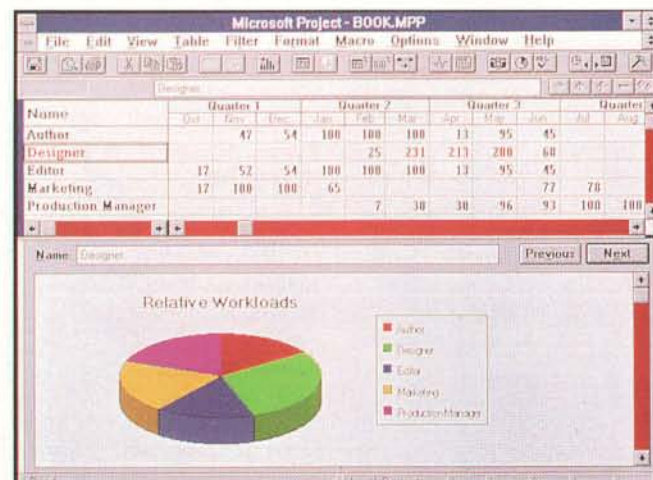 Microsoft Project - BOOK.MPP
File Edit View Table Filter Format Macro Options Window Help
Designer
Name Quarter 1 Quarter 2 Quarter 3 Quarter
Oct Nov Dec Jan Feb Mar Apr May Jun Jul Aug
Author 47 54 100 100 100 13 95 45
Designer 25 231 213 200 60
Editor 17 52 54 100 100 100 13 95 45
Marketing 17 100 100 65 77 78
Production Manager 7 30 30 96 93 100 100
Name: Designer Previous Next
Relative Workloads
Author
Designer
Editor
Marketing
Production Manager